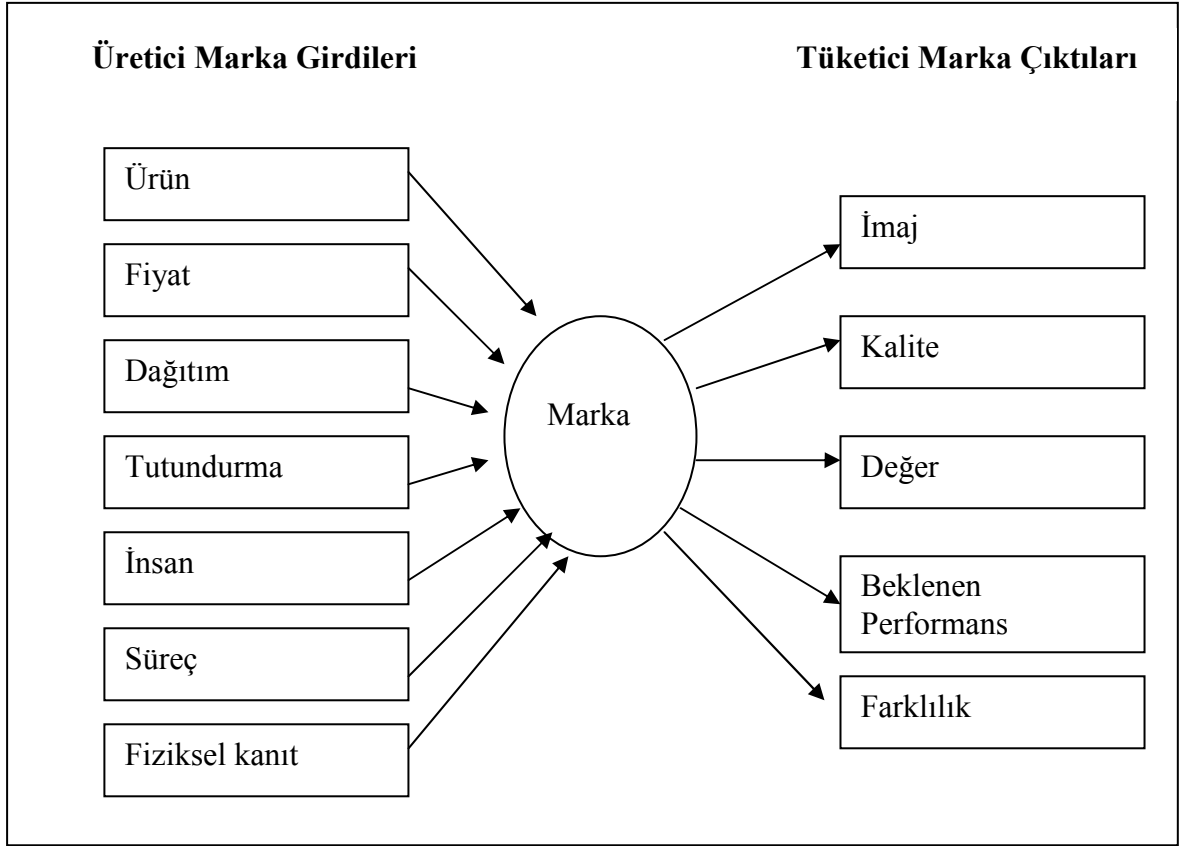 Üretici Marka Girdileri
Tüketici Marka Çıktıları
Ürün
Fiyat
Dağıtım
Tutundurma
İnsan
Süreç
Fiziksel kanıt
Marka
İmaj
Kalite
Değer
Beklenen
Performans
Farklılık